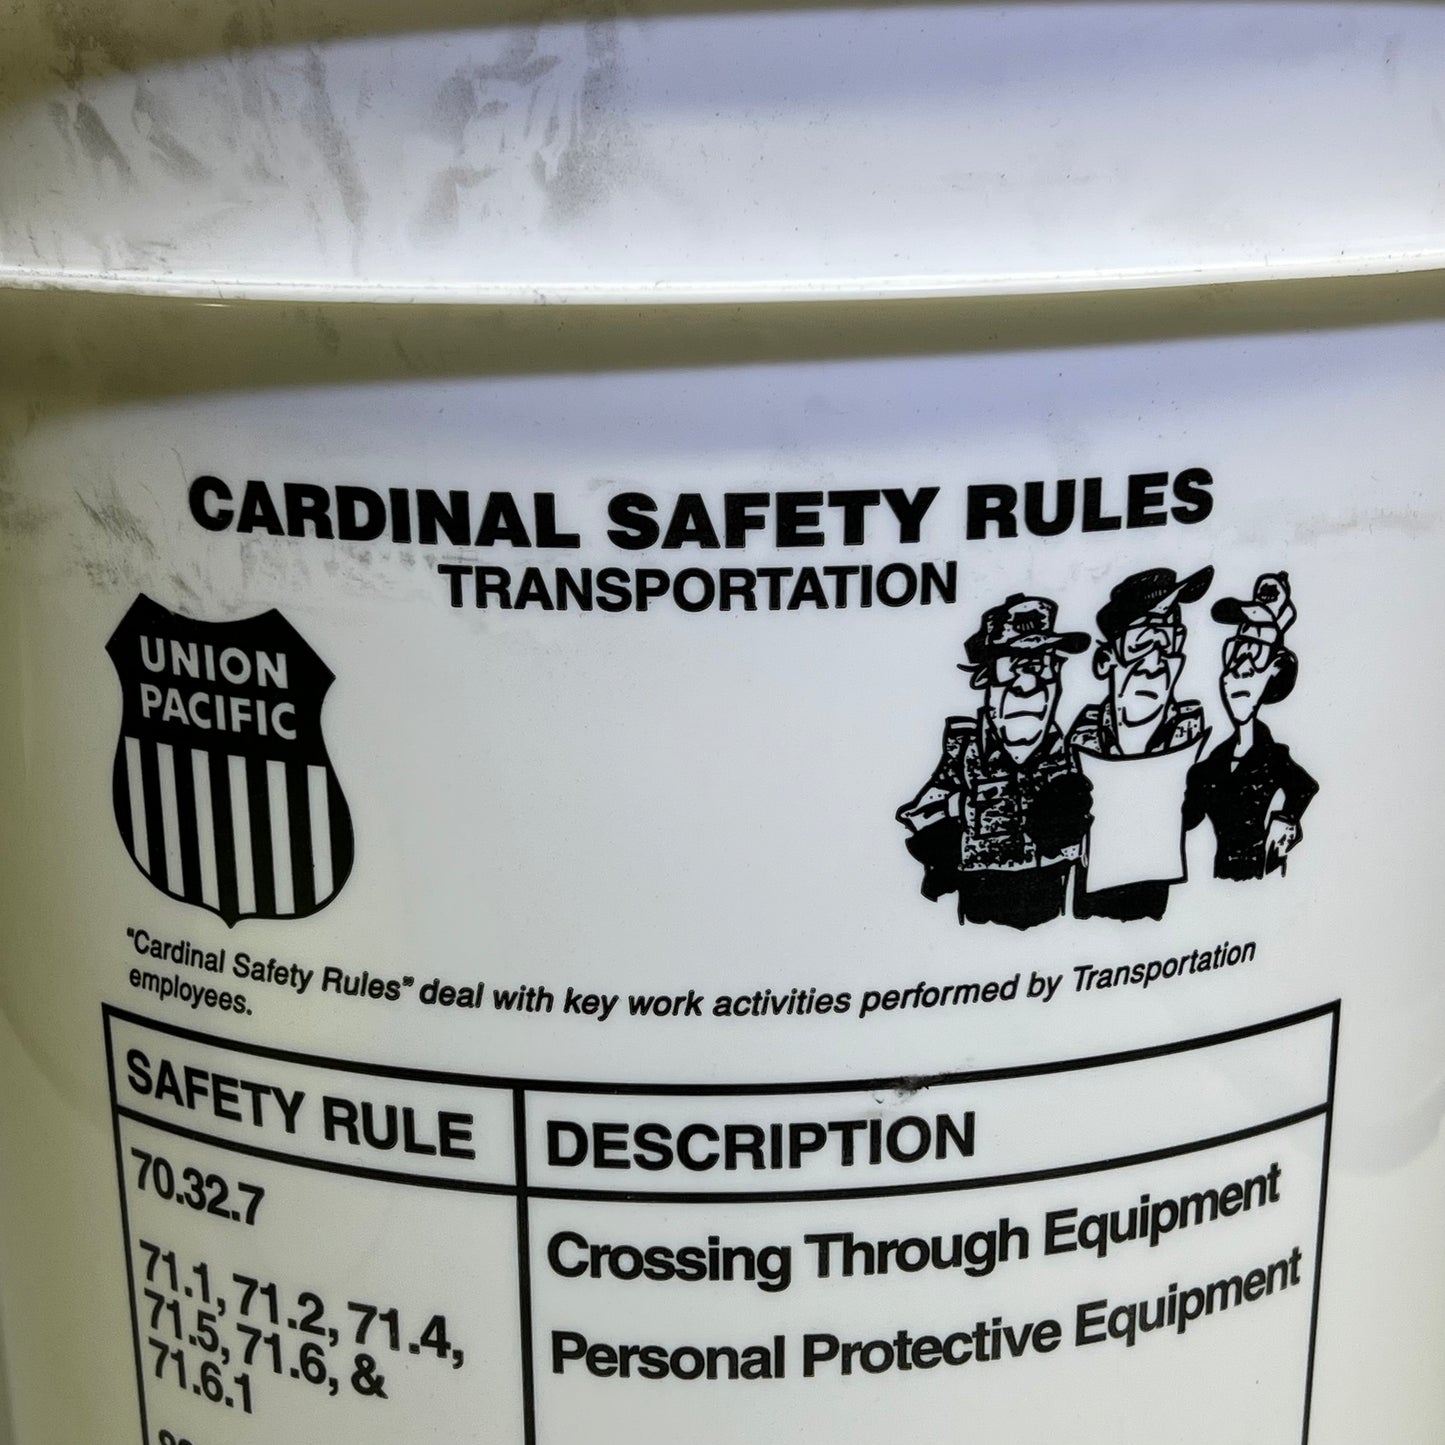 CARDINAL SAFETY RULES
TRANSPORTATION
UNION
PACIFIC
"Cardinal Safety Rules" deal with key work activities performed by Transportation
employees.
SAFETY RULE
DESCRIPTION
70.32.7
Crossing Through Equipment
71.1, 71.2, 71.4,
71.5, 71.6, &
71.6.1
Personal Protective Equipment